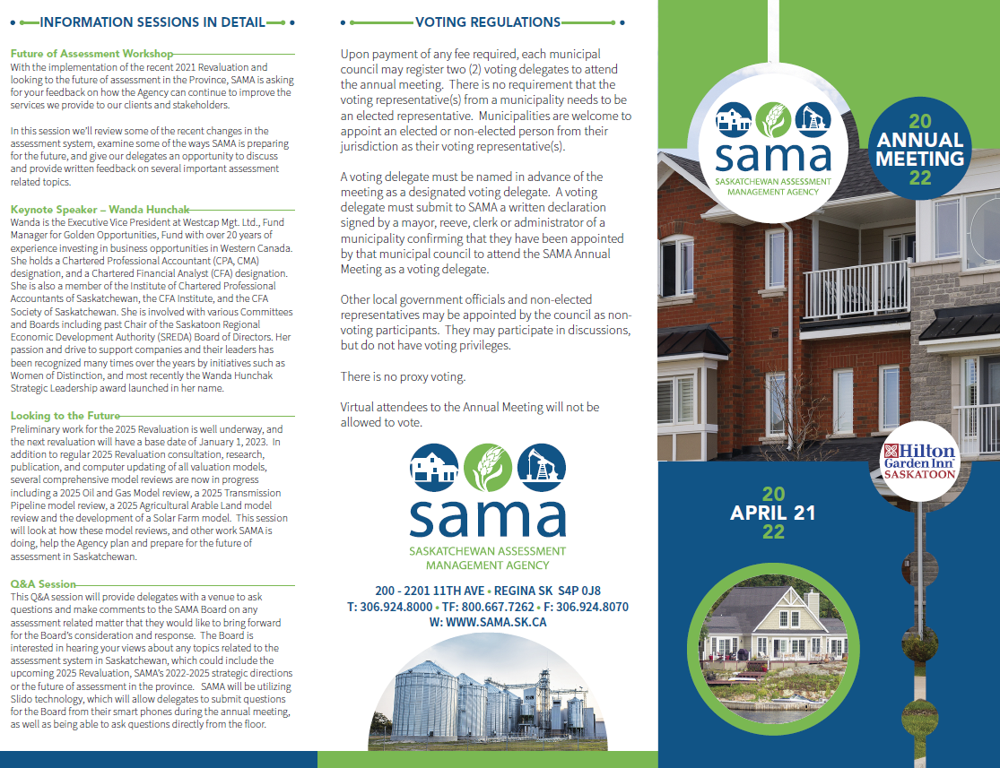 INFORMATION SESSIONS IN DETAIL
Future of Assessment Workshop
With the implementation of the recent 2021 Revaluation and
looking to the future of assessment in the Province, SAMA is asking
for your feedback on how the Agency can continue to improve the
services we provide to our clients and stakeholders.
In this session we'll review some of the recent changes in the
assessment system, examine some of the ways SAMA is preparing
for the future, and give our delegates an opportunity to discuss
and provide written feedback on several important assessment
related topics.
Keynote Speaker – Wanda Hunchak
Wanda is the Executive Vice President at Westcap Mgt. Ltd., Fund
Manager for Golden Opportunities, Fund with over 20 years of
experience investing in business opportunities in Western Canada.
She holds a Chartered Professional Accountant (CPA, CMA)
designation, and a Chartered Financial Analyst (CFA) designation.
She is also a member of the Institute of Chartered Professional
Accountants of Saskatchewan, the CFA Institute, and the CFA
Society of Saskatchewan. She is involved with various Committees
and Boards including past Chair of the Saskatoon Regional
Economic Development Authority (SREDA) Board of Directors. Her
passion and drive to support companies and their leaders has
been recognized many times over the years by initiatives such as
Women of Distinction, and most recently the Wanda Hunchak
Strategic Leadership award launched in her name.
Looking to the Future
Preliminary work for the 2025 Revaluation is well underway, and
the next revaluation will have a base date of January 1, 2023. In
addition to regular 2025 Revaluation consultation, research,
publication, and computer updating of all valuation models,
several comprehensive model reviews are now in progress
including a 2025 Oil and Gas Model review, a 2025 Transmission
Pipeline model review, a 2025 Agricultural Arable Land model
review and the development of a Solar Farm model. This session
will look at how these model reviews, and other work SAMA is
doing, help the Agency plan and prepare for the future of
assessment in Saskatchewan.
Q&A Session
This Q&A session will provide delegates with a venue to ask
questions and make comments to the SAMA Board on any
assessment related matter that they would like to bring forward
for the Board's consideration and response. The Board is
interested in hearing your views about any topics related to the
assessment system in Saskatchewan, which could include the
upcoming 2025 Revaluation, SAMA's 2022-2025 strategic directions
or the future of assessment in the province. SAMA will be utilizing
Slido technology, which will allow delegates to submit questions
for the Board from their smart phones during the annual meeting,
as well as being able to ask questions directly from the floor.
VOTING REGULATIONS
Upon payment of any fee required, each municipal
council may register two (2) voting delegates to attend
the annual meeting. There is no requirement that the
voting representative(s) from a municipality needs to be
an elected representative. Municipalities are welcome to
appoint an elected or non-elected person from their
jurisdiction as their voting representative(s).
A voting delegate must be named in advance of the
meeting as a designated voting delegate. A voting
delegate must submit to SAMA a written declaration
signed by a mayor, reeve, clerk or administrator of a
municipality confirming that they have been appointed
by that municipal council to attend the SAMA Annual
Meeting as a voting delegate.
Other local government officials and non-elected
representatives may be appointed by the council as non-
voting participants. They may participate in discussions,
but do not have voting privileges.
There is no proxy voting.
Virtual attendees to the Annual Meeting will not be
allowed to vote.
sama
SASKATCHEWAN ASSESSMENT
MANAGEMENT AGENCY
200 - 2201 11TH AVE • REGINA SK S4P 0J8
T: 306.924.8000 • TF: 800.667.7262 • F: 306.924.8070
W: WWW.SAMA.SK.CA
sama
SASKATCHEWAN ASSESSMENT
MANAGEMENT AGENCY
20
ANNUAL
MEETING
22
Hilton
Garden Inn
SASKATOON
20
APRIL 21
22